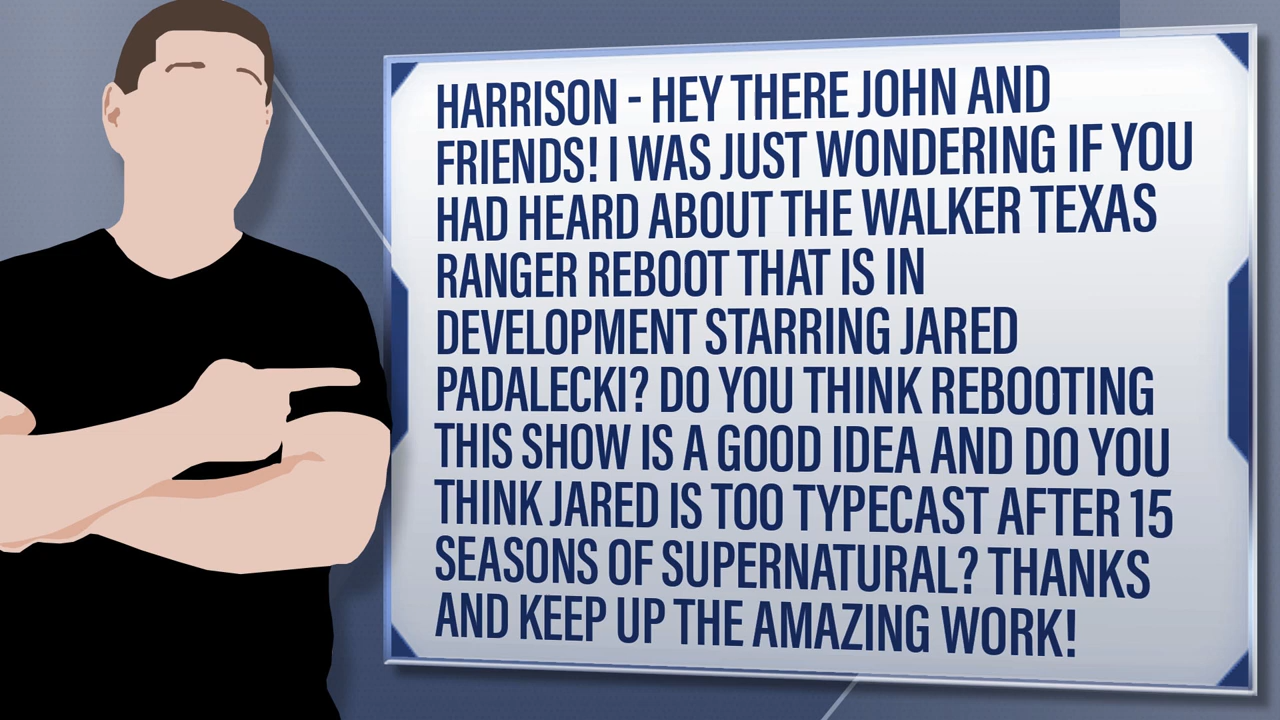 HARRISON - HEY THERE JOHN AND
FRIENDS! I WAS JUST WONDERING IF YOU
HAD HEARD ABOUT THE WALKER TEXAS
RANGER REBOOT THAT IS IN
DEVELOPMENT STARRING JARED
PADALECKI? DO YOU THINK REBOOTING
THIS SHOW IS A GOOD IDEA AND DO YOU
THINK JARED IS TOO TYPECAST AFTER 15
SEASONS OF SUPERNATURAL? THANKS
AND KEEP UP THE AMAZING WORK!